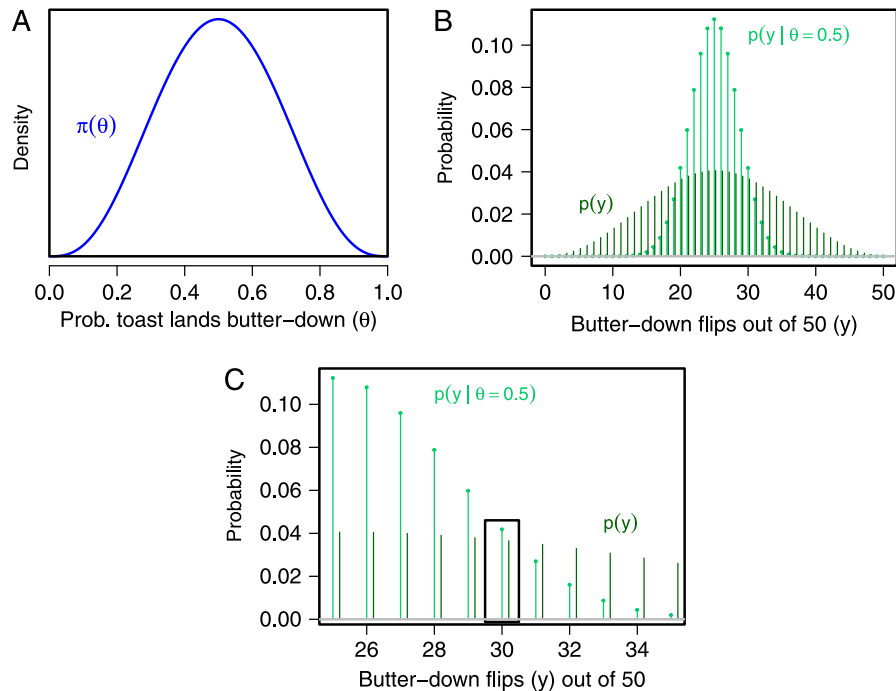 A
Density
π(θ)
0.0 0.2 0.4 0.6 0.8 1.0
Prob. toast lands butter−down (θ)
B
Probability
0.10
0.08
0.06
0.04
0.02
0.00
p(y | θ = 0.5)
p(y)
0 10 20 30 40 50
Butter−down flips out of 50 (y)
C
Probability
0.10
0.08
0.06
0.04
0.02
0.00
p(y | θ = 0.5)
p(y)
26 28 30 32 34
Butter−down flips (y) out of 50